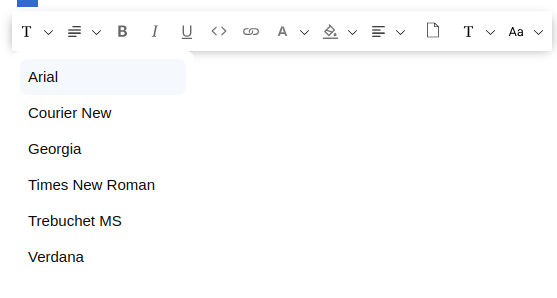 T B I U <> A T Aa
Arial
Courier New
Georgia
Times New Roman
Trebuchet MS
Verdana